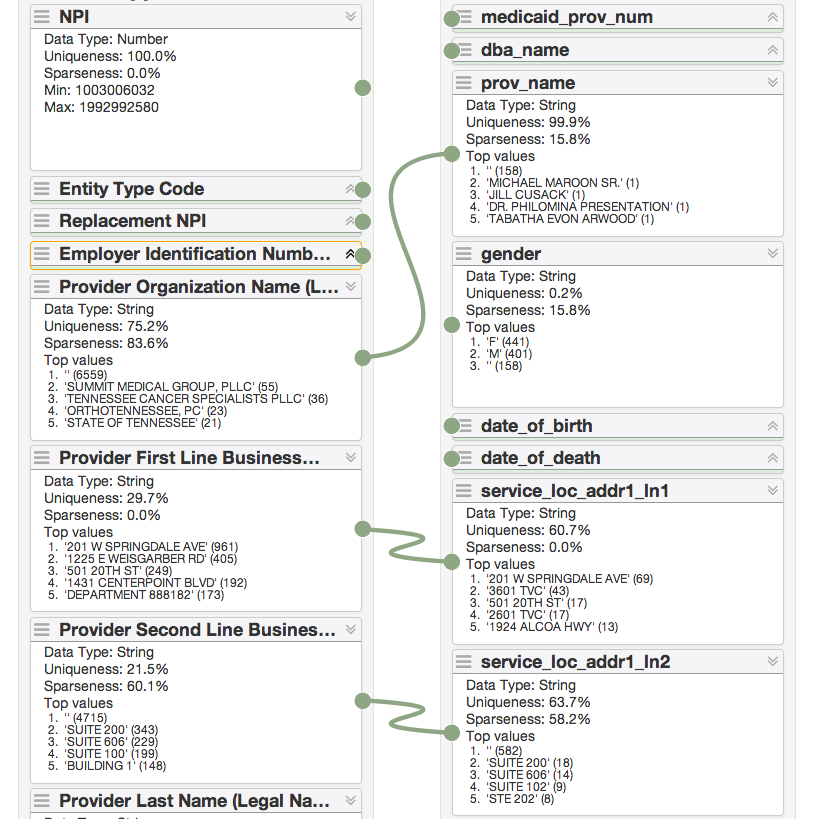 NPI
Data Type: Number
Uniqueness: 100.0%
Sparseness: 0.0%
Min: 1003006032
Max: 1992992580
Entity Type Code
Replacement NPI
Employer Identification Numb...
Provider Organization Name (L...
Data Type: String
Uniqueness: 75.2%
Sparseness: 83.6%
Top values
1. '' (6559)
2. 'SUMMIT MEDICAL GROUP, PLLC' (55)
3. 'TENNESSEE CANCER SPECIALISTS PLLC' (36)
4. 'ORTHOTENNESSEE, PC' (23)
5. 'STATE OF TENNESSEE' (21)
Provider First Line Business...
Data Type: String
Uniqueness: 29.7%
Sparseness: 0.0%
Top values
1. '201 W SPRINGDALE AVE' (961)
2. '1225 E WEISGARBER RD' (405)
3. '501 20TH ST' (249)
4. '1431 CENTERPOINT BLVD' (192)
5. 'DEPARTMENT 888182' (173)
Provider Second Line Busines...
Data Type: String
Uniqueness: 21.5%
Sparseness: 60.1%
Top values
1. '' (4715)
2. 'SUITE 200' (343)
3. 'SUITE 606' (229)
4. 'SUITE 100' (199)
5. 'BUILDING 1' (148)
Provider Last Name (Legal Na...
medicaid_prov_num
dba_name
prov_name
Data Type: String
Uniqueness: 99.9%
Sparseness: 15.8%
Top values
1. '' (158)
2. 'MICHAEL MAROON SR.' (1)
3. 'JILL CUSACK' (1)
4. 'DR. PHILOMINA PRESENTATION' (1)
5. 'TABATHA EVON ARWOOD' (1)
gender
Data Type: String
Uniqueness: 0.2%
Sparseness: 15.8%
Top values
1. 'F' (441)
2. 'M' (401)
3. '' (158)
date_of_birth
date_of_death
service_loc_addr1_ln1
Data Type: String
Uniqueness: 60.7%
Sparseness: 0.0%
Top values
1. '201 W SPRINGDALE AVE' (69)
2. '3601 TVC' (43)
3. '501 20TH ST' (17)
4. '2601 TVC' (17)
5. '1924 ALCOA HWY' (13)
service_loc_addr1_ln2
Data Type: String
Uniqueness: 63.7%
Sparseness: 58.2%
Top values
1. '' (582)
2. 'SUITE 200' (18)
3. 'SUITE 606' (14)
4. 'SUITE 102' (9)
5. 'STE 202' (8)